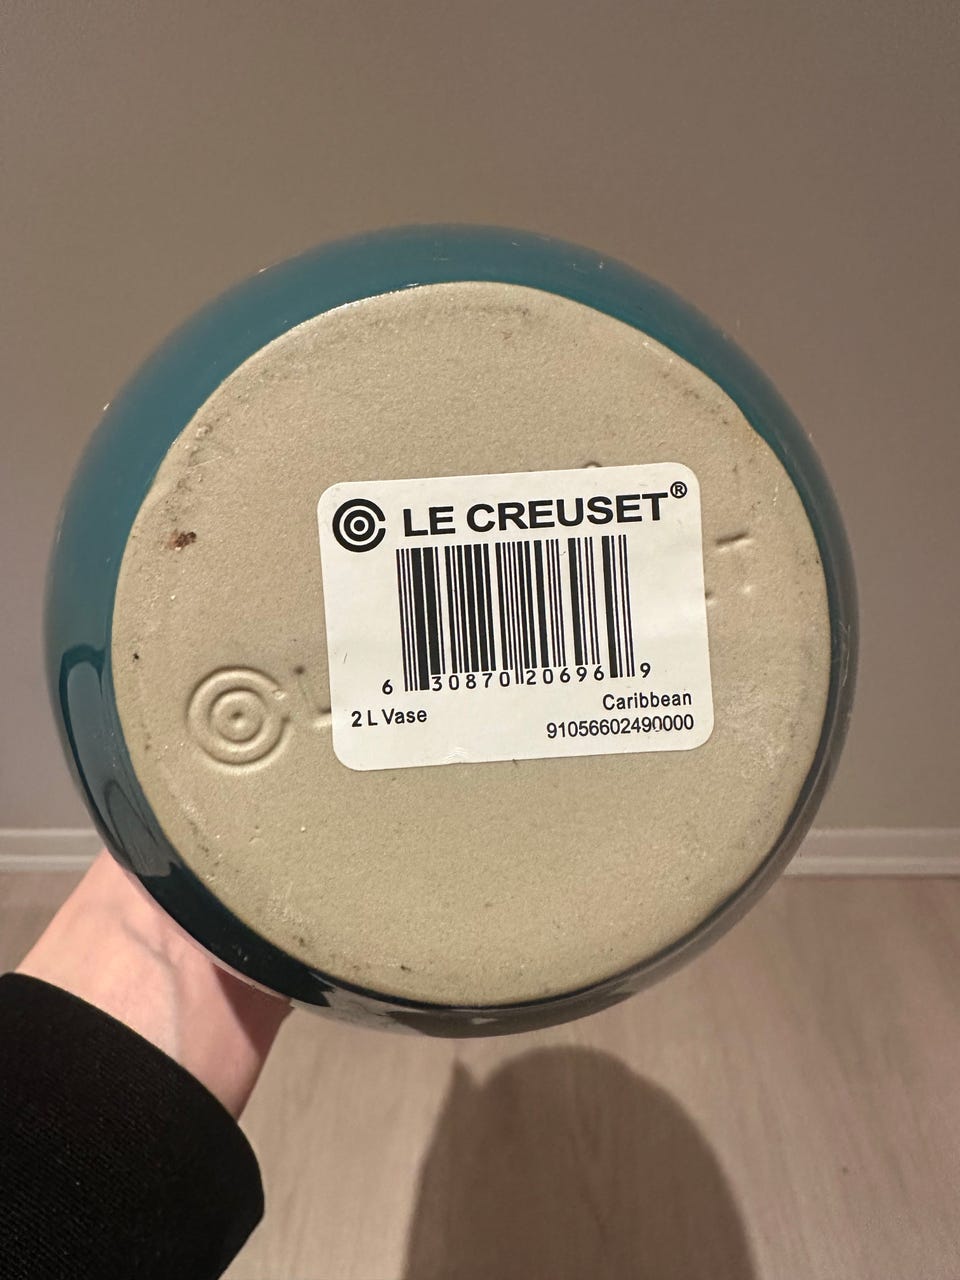 LE CREUSET®
6 30870 20696 9
2 L Vase
Caribbean
91056602490000